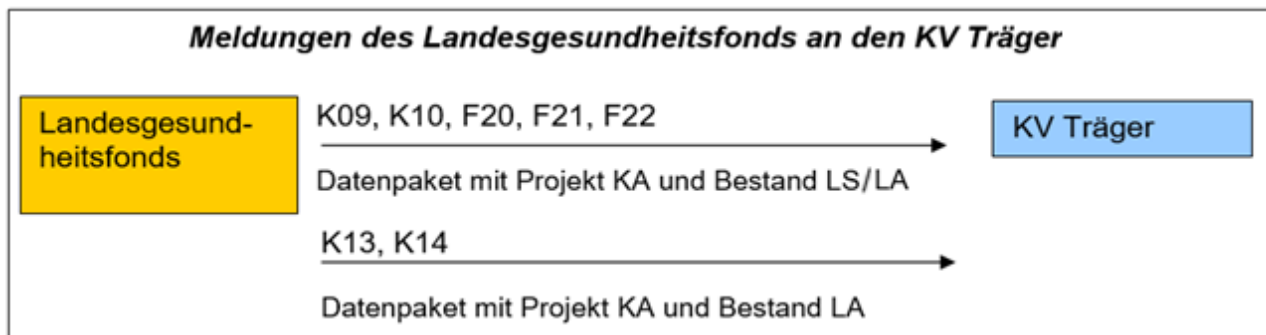 Meldungen des Landesgesundheitsfonds an den KV Träger
Landesgesund-
heitsfonds
K09, K10, F20, F21, F22
KV Träger
Datenpaket mit Projekt KA und Bestand LS/LA
K13, K14
Datenpaket mit Projekt KA und Bestand LA